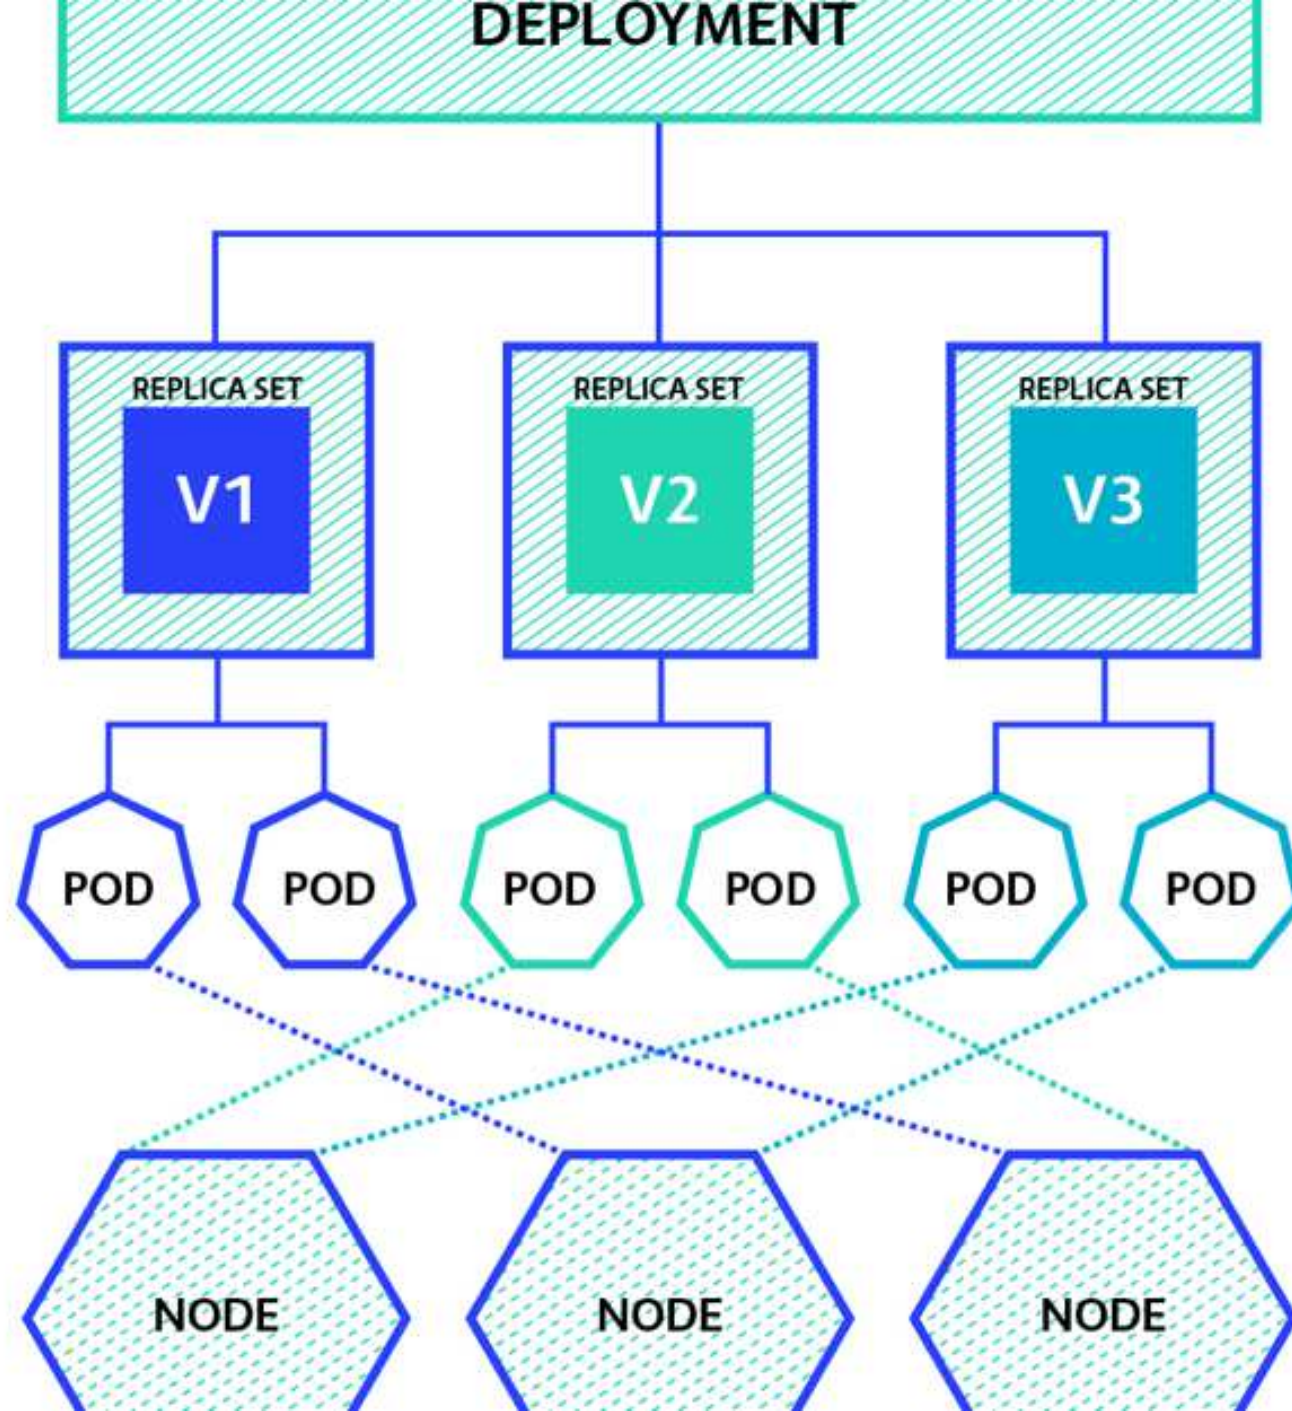 DEPLOYMENT
REPLICA SET
V1
REPLICA SET
V2
REPLICA SET
V3
POD
POD
POD
POD
POD
POD
NODE
NODE
NODE